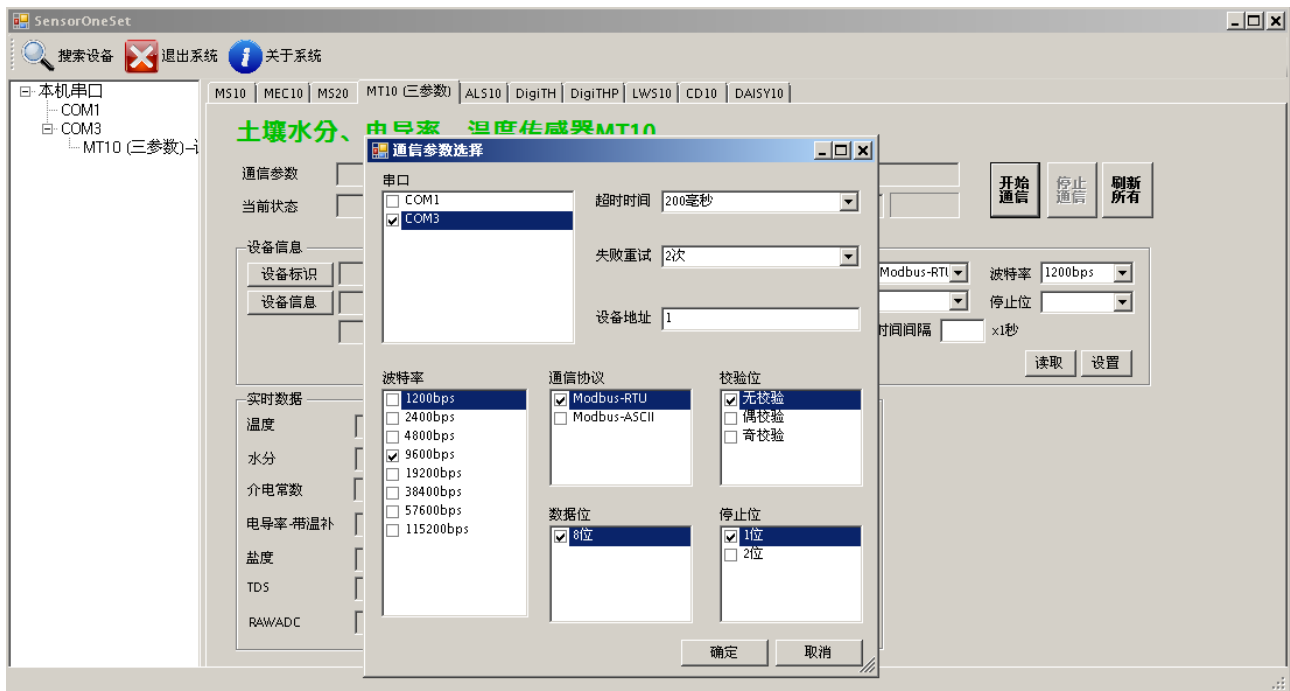 SensorOneSet
搜索设备 退出系统 关于系统
本机串口
COM1
COM3
MT10 (三参数)
MS10 MEC10 MS20 MT10 (三参数) ALS10 DigiTH DigiTHP LWS10 CD10 DAISY10
土壤水分、电导率、温度传感器MT10
通信参数
当前状态
开始通信
停止通信
刷新所有
设备信息
设备标识
设备信息
Modbus-RTU
波特率 1200bps
停止位
时间间隔 x1秒
读取 设置
实时数据
温度
水分
介电常数
电导率-带温补
盐度
TDS
RAWADC
通信参数选择
串口
COM1
COM3
超时时间 200毫秒
失败重试 2次
设备地址 1
波特率
1200bps
2400bps
4800bps
9600bps
19200bps
38400bps
57600bps
115200bps
通信协议
Modbus-RTU
Modbus-ASCII
校验位
无校验
偶校验
奇校验
数据位
8位
停止位
1位
2位
确定 取消